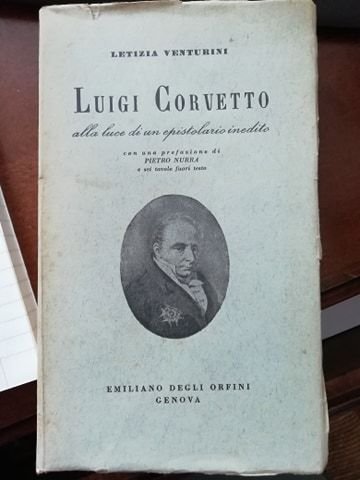 LETIZIA VENTURINI
LUIGI CORVETTO
alla luce di un epistolario inedito
con una prefazione di
PIETRO NURRA
e sei tavole fuori testo
EMILIANO DEGLI ORFINI
GENOVA